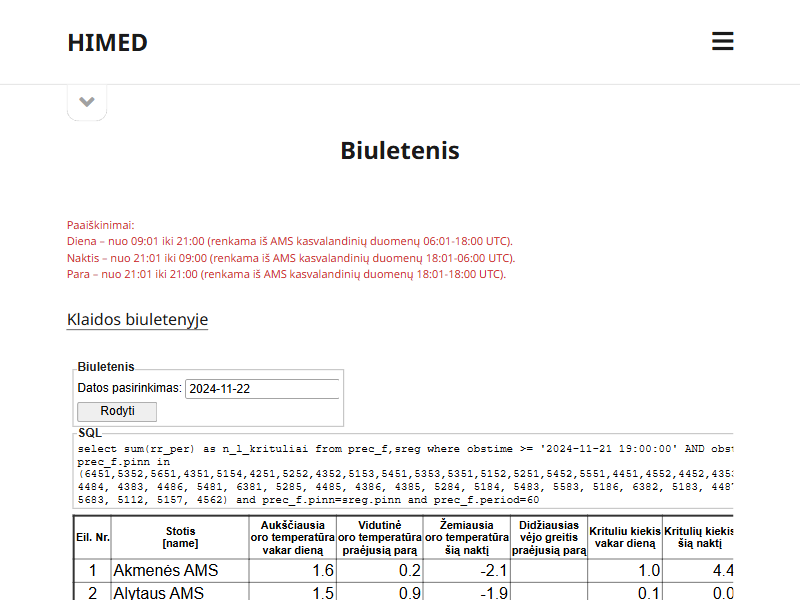 HIMED
Biuletenis
Paaiškinimai:
Diena – nuo 09:01 iki 21:00 (renkama iš AMS kasvalandinių duomenų 06:01-18:00 UTC).
Naktis – nuo 21:01 iki 09:00 (renkama iš AMS kasvalandinių duomenų 18:01-06:00 UTC).
Para – nuo 21:01 iki 21:00 (renkama iš AMS kasvalandinių duomenų 18:01-18:00 UTC).
Klaidos biuletenyje
Biuletenis
Datos pasirinkimas: 2024-11-22
Rodyti
SQL
select sum(rr_per) as n_l_krituliai from prec_f,sreg where obstime >= '2024-11-21 19:00:00' AND
prec_f.pinn in
(6451,5352,5651,4351,5154,4251,5252,4352,5153,5451,5353,5351,5152,5251,5452,5551,4451,4552,4452,
4484, 4383, 4486, 5481, 6381, 5285, 4485, 4386, 4385, 5284, 5184, 5483, 5583, 5186, 6382, 5183,
5683, 5112, 5157, 4562) and prec_f.pinn=sreg.pinn and prec_f.period=60
Eil. Nr. Stotis [name] Aukščiausia oro temperatūra vakar dieną Vidutinė oro temperatūra praėjusią parą Žemiausia oro temperatūra šią naktį Didžiausias vėjo greitis praėjusią parą Krituliu kiekis vakar dieną Kritulių kiekis šią naktį
1 Akmenės AMS 1.6 0.2 -2.1 1.0 4.4
2 Alytaus AMS 1.5 0.9 -1.9 0.1 0.0